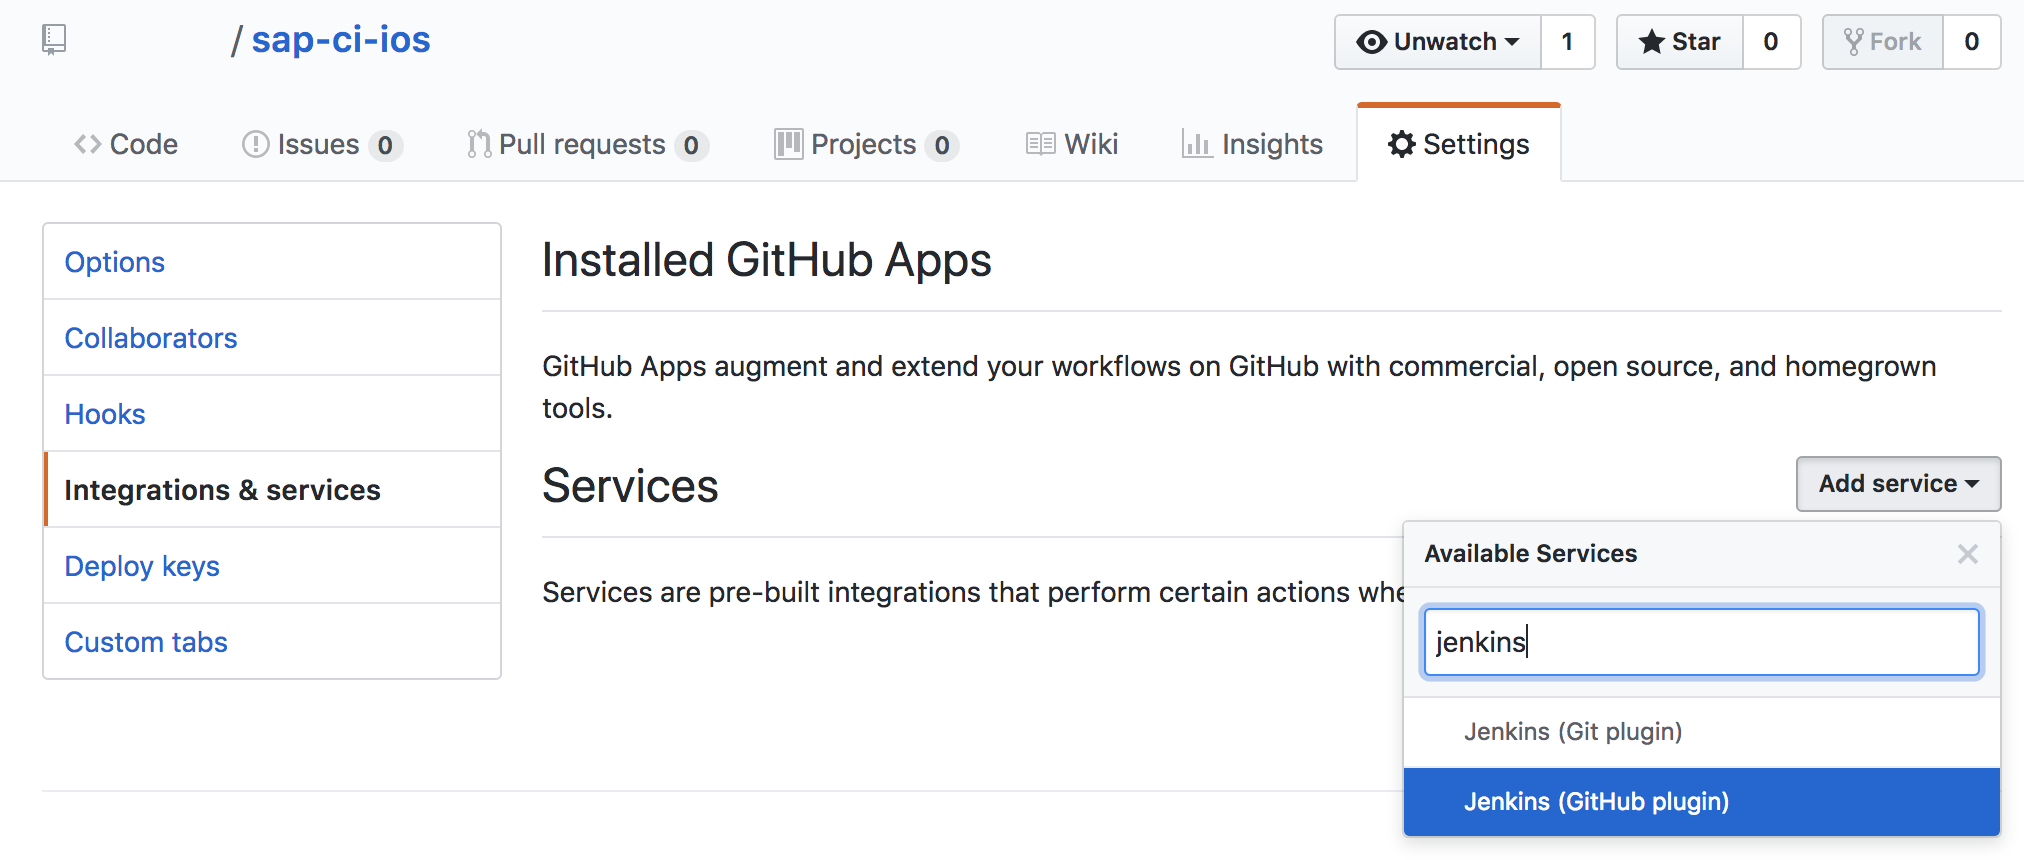 / sap-ci-ios
Unwatch 1
Star 0
Fork 0
Code
Issues 0
Pull requests 0
Projects 0
Wiki
Insights
Settings
Options
Collaborators
Hooks
Integrations & services
Deploy keys
Custom tabs
Installed GitHub Apps
GitHub Apps augment and extend your workflows on GitHub with commercial, open source, and homegrown
tools.
Services
Add service
Services are pre-built integrations that perform certain actions whe
Available Services
jenkins
Jenkins (Git plugin)
Jenkins (GitHub plugin)